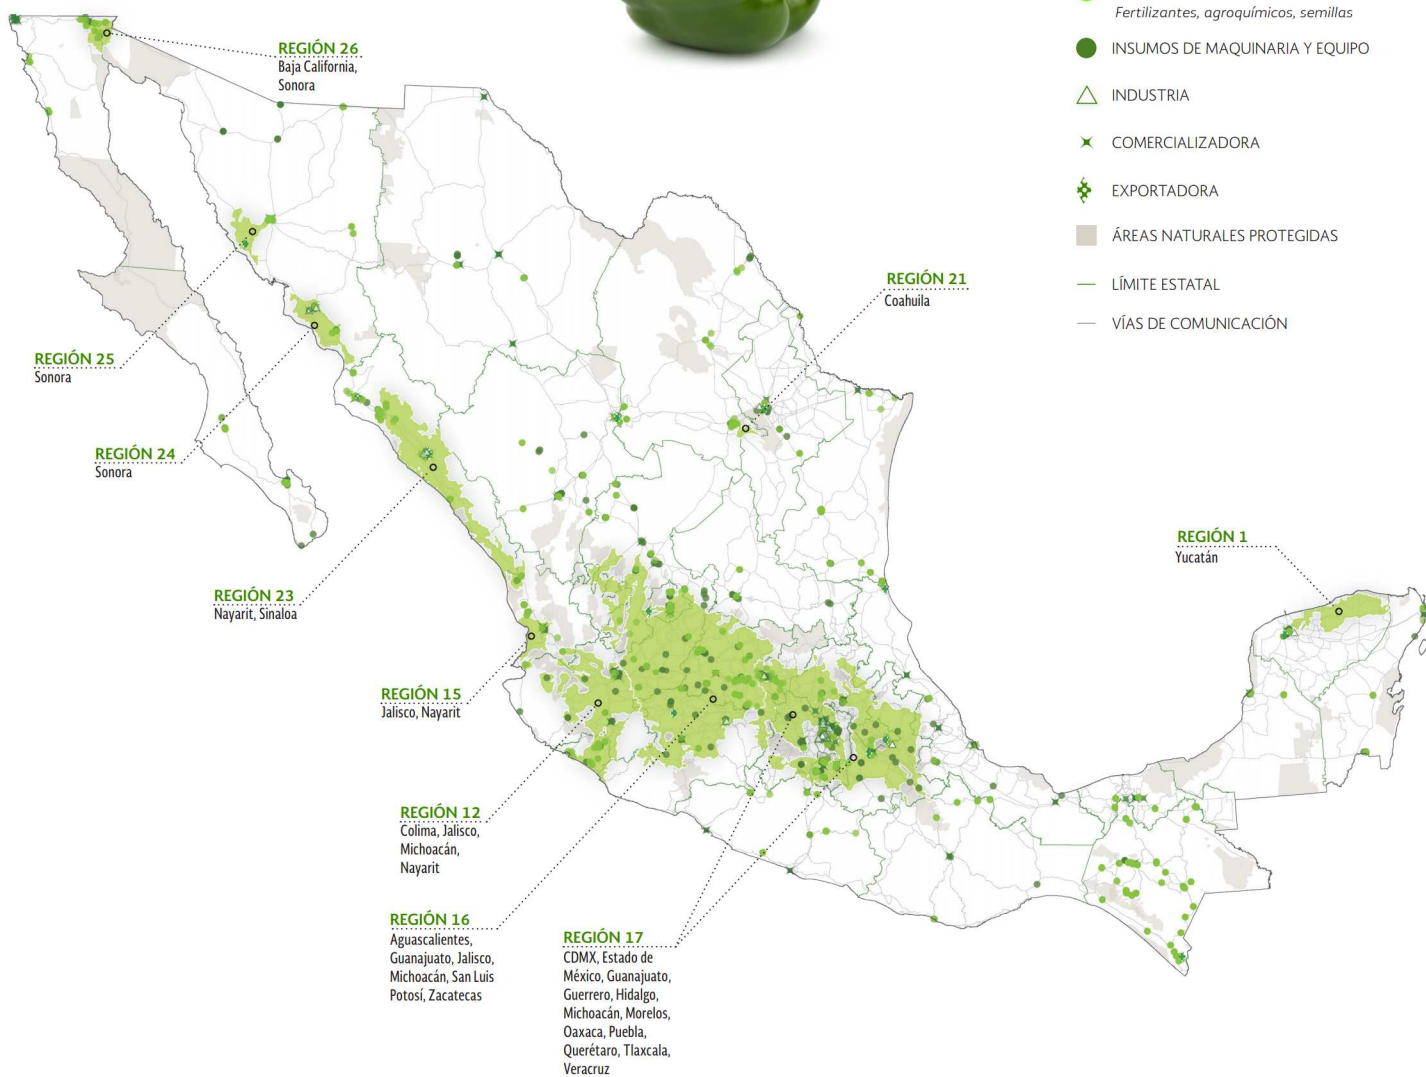 Fertilizantes, agroquímicos, semillas
INSUMOS DE MAQUINARIA Y EQUIPO
INDUSTRIA
COMERCIALIZADORA
EXPORTADORA
ÁREAS NATURALES PROTEGIDAS
LÍMITE ESTATAL
VÍAS DE COMUNICACIÓN
REGIÓN 26
Baja California,
Sonora
REGIÓN 21
Coahuila
REGIÓN 25
Sonora
REGIÓN 24
Sonora
REGIÓN 1
Yucatán
REGIÓN 23
Nayarit, Sinaloa
REGIÓN 15
Jalisco, Nayarit
REGIÓN 12
Colima, Jalisco,
Michoacán,
Nayarit
REGIÓN 16
Aguascalientes,
Guanajuato, Jalisco,
Michoacán, San Luis
Potosí, Zacatecas
REGIÓN 17
CDMX, Estado de
México, Guanajuato,
Guerrero, Hidalgo,
Michoacán, Morelos,
Oaxaca, Puebla,
Querétaro, Tlaxcala,
Veracruz